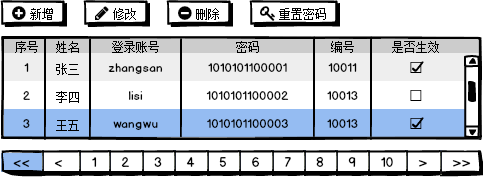 新增 修改 删除 重置密码
序号 姓名 登录账号 密码 编号 是否生效
1 张三 zhangsan 1010101100001 10011
2 李四 lisi 1010101100002 10013
3 王五 wangwu 1010101100003 10013
<< < 1 2 3 4 5 6 7 8 9 10 > >>